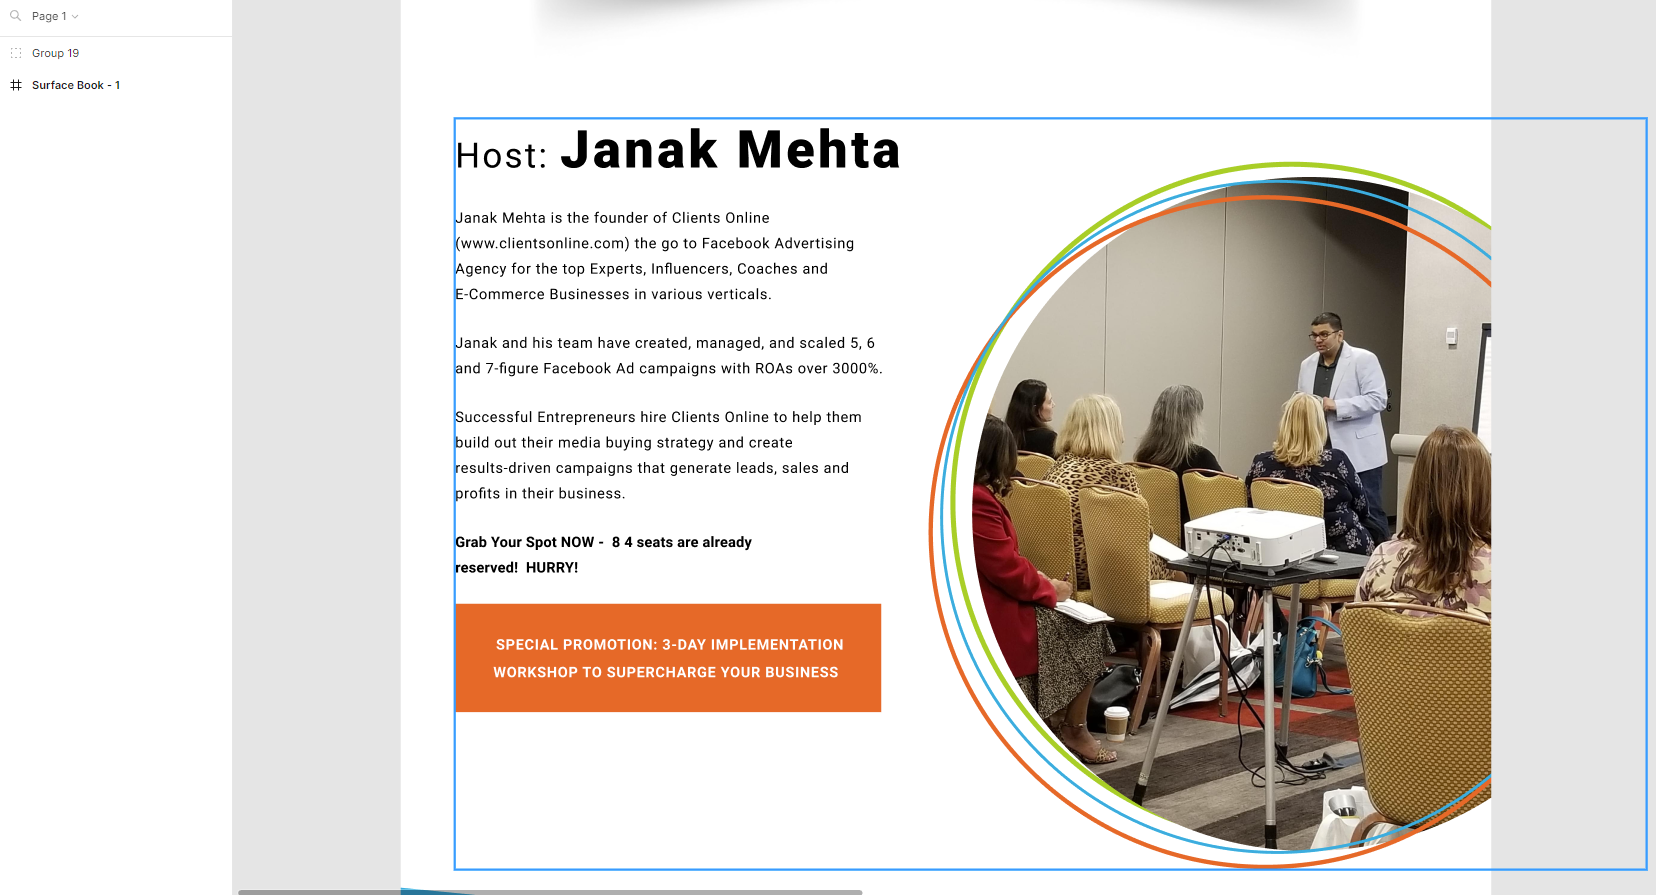 Page 1
Group 19
Surface Book - 1
Host: Janak Mehta
Janak Mehta is the founder of Clients Online
(www.clientsonline.com) the go to Facebook Advertising
Agency for the top Experts, Influencers, Coaches and
E-Commerce Businesses in various verticals.
Janak and his team have created, managed, and scaled 5, 6
and 7-figure Facebook Ad campaigns with ROAs over 3000%.
Successful Entrepreneurs hire Clients Online to help them
build out their media buying strategy and create
results-driven campaigns that generate leads, sales and
profits in their business.
Grab Your Spot NOW -  8 4 seats are already
reserved!  HURRY!
SPECIAL PROMOTION: 3-DAY IMPLEMENTATION
WORKSHOP TO SUPERCHARGE YOUR BUSINESS